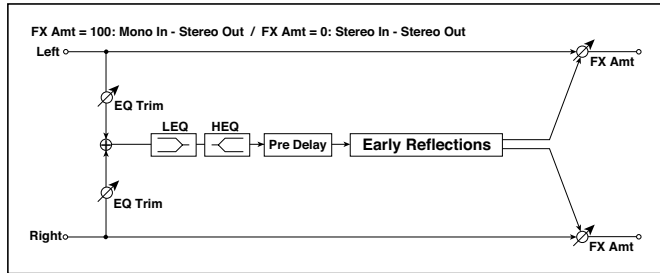 FX Amt = 100: Mono In - Stereo Out / FX Amt = 0: Stereo In - Stereo Out
Left
FX Amt
EQ Trim
LEQ
HEQ
Pre Delay
Early Reflections
EQ Trim
Right
FX Amt